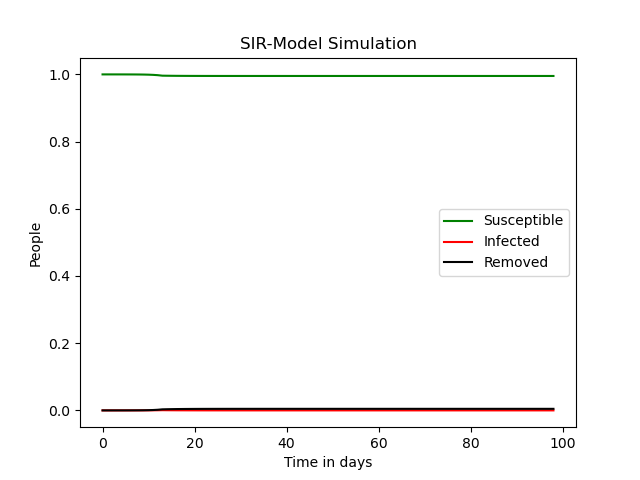 SIR-Model Simulation
People
1.0
0.8
0.6
0.4
0.2
0.0
Susceptible
Infected
Removed
0 20 40 60 80 100
Time in days